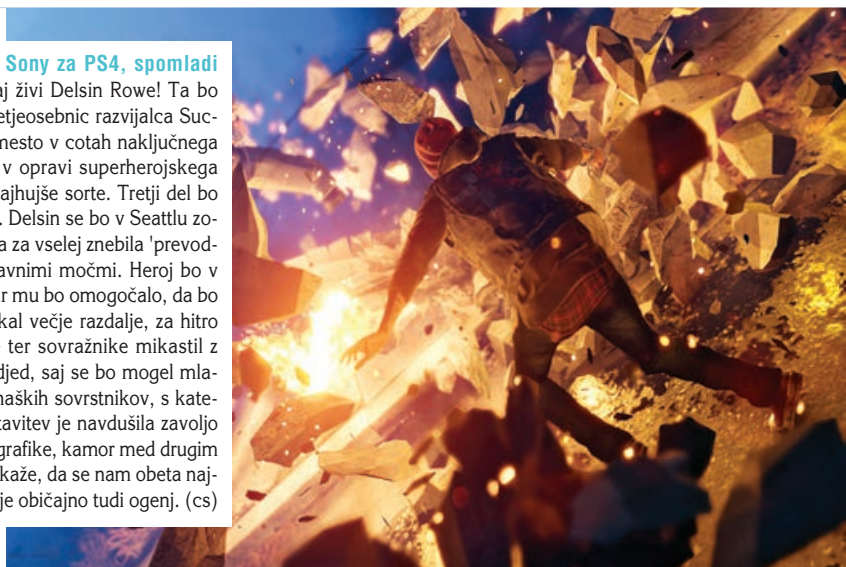 Sony za PS4, spomladi
aj živi Delsin Rowe! Ta bo
etjeosebnic razvijalca Suc-
mesto v cotah naključnega
v opravi superherojskega
ajhujše sorte. Tretji del bo
. Delsin se bo v Seattlu zo-
a za vselej znebila 'prevod-
avnimi močmi. Heroj bo v
r mu bo omogočalo, da bo
kal večje razdalje, za hitro
ter sovražnike mikastil z
djed, saj se bo mogel mla-
naških sovrstnikov, s kate-
tavitev je navdušila zavoljo
grafike, kamor med drugim
kaže, da se nam obeta naj-
je običajno tudi ogenj. (cs)